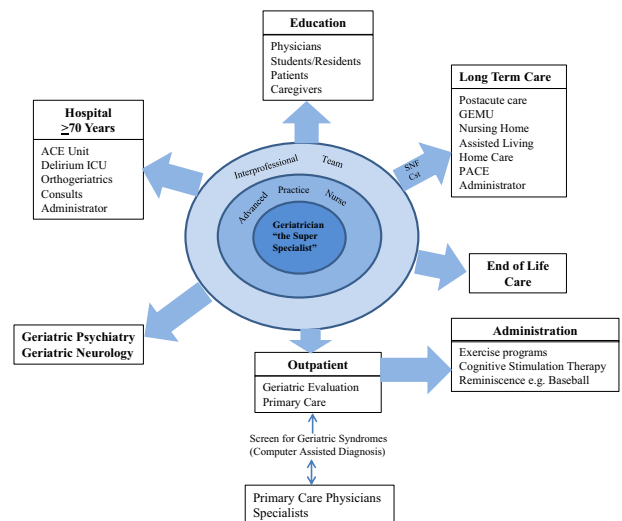 Education
Physicians
Students/Residents
Patients
Caregivers
Hospital
≥70 Years
ACE Unit
Delirium ICU
Orthogeriatrics
Consults
Administrator
Long Term Care
Postacute care
GEMU
Nursing Home
Assisted Living
Home Care
PACE
Administrator
SNF
Cst
Interprofessional Team
Advanced Practice Nurse
Geriatrician
"the Super
Specialist"
End of Life
Care
Geriatric Psychiatry
Geriatric Neurology
Outpatient
Geriatric Evaluation
Primary Care
Administration
Exercise programs
Cognitive Stimulation Therapy
Reminiscence e.g. Baseball
Screen for Geriatric Syndromes
(Computer Assisted Diagnosis)
Primary Care Physicians
Specialists